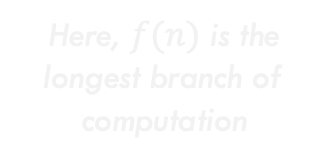 Here, f(n) is the
longest branch of
computation